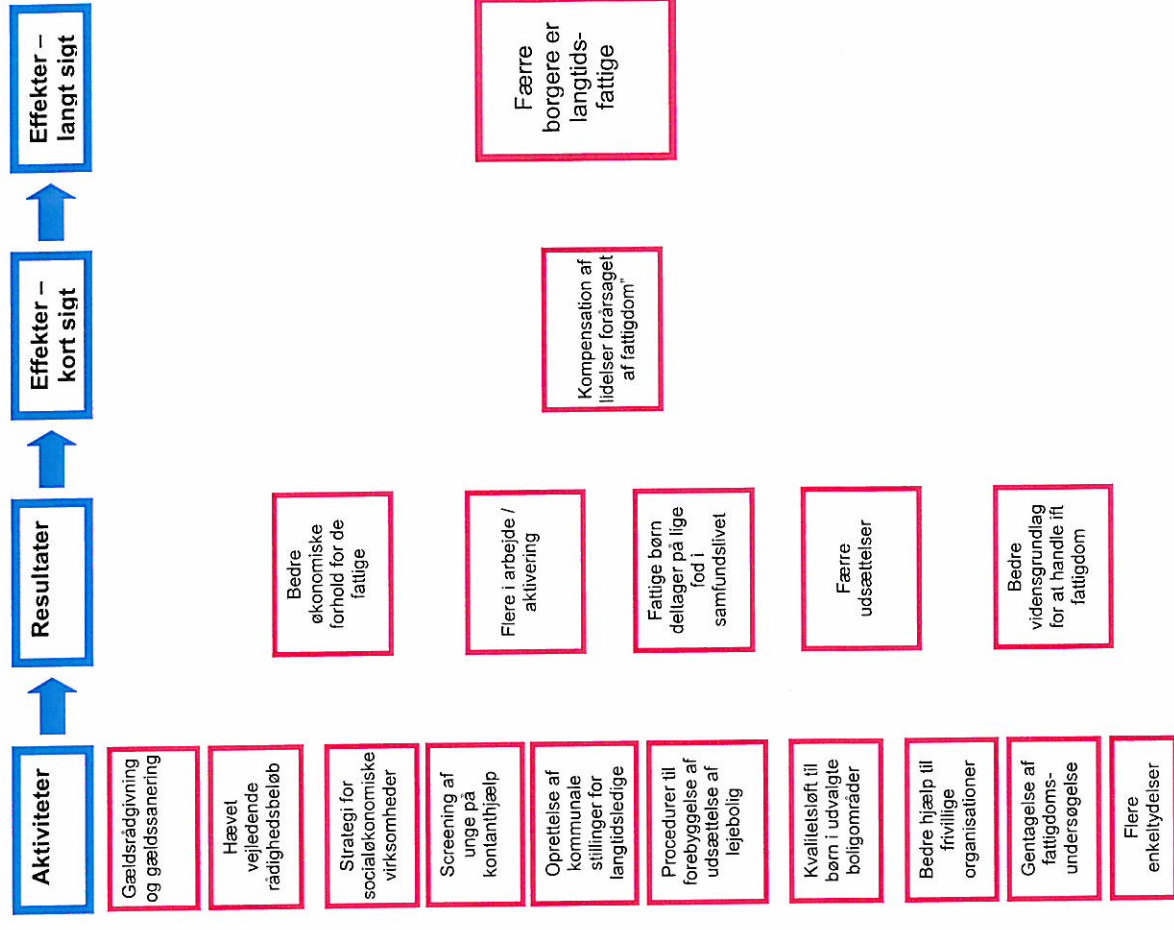 Aktiviteter
Resultater
Effekter –
kort sigt
Effekter –
langt sigt
Gældsrådgivning
og gældssanering
Hævet
vejledende
rådighedsbeløb
Strategi for
socialøkonomiske
virksomheder
Screening af
unge på
kontanthjælp
Oprettelse af
kommunale
stillinger for
langtidsledige
Procedurer til
forebyggelse af
udsættelse af
lejebolig
Kvalitetsløft til
børn i udvalgte
boligområder
Bedre hjælp til
frivillige
organisationer
Gentagelse af
fattigdoms-
undersøgelse
Flere
enkeltydelser
Bedre
økonomiske
forhold for de
fattige
Flere i arbejde /
aktivering
Fattige børn
deltager på lige
fod i
samfundslivet
Færre
udsættelser
Bedre
vidensgrundlag
for at handle ift
fattigdom
Kompensation af
lidelser forårsaget
af fattigdom”
Færre
borgere er
langtids-
fattige